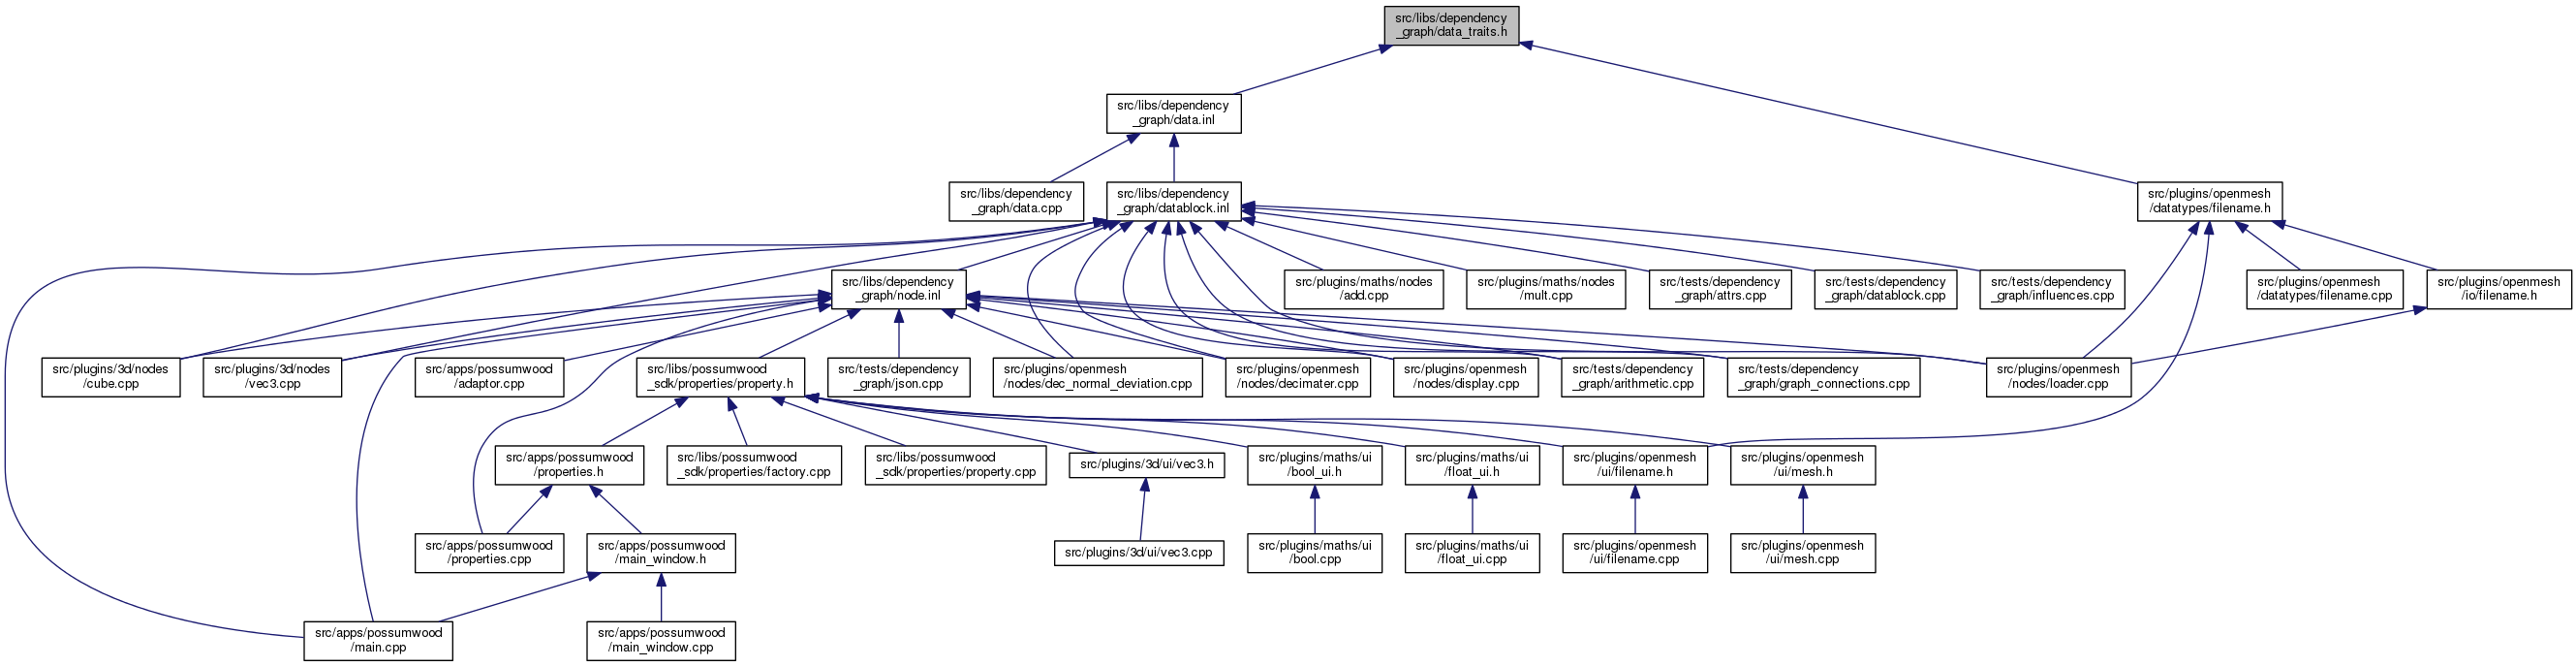 src/libs/dependency
_graph/data_traits.h
src/libs/dependency
_graph/data.inl
src/libs/dependency
_graph/data.cpp
src/libs/dependency
_graph/datablock.inl
src/plugins/openmesh
/datatypes/filename.h
src/libs/dependency
_graph/node.inl
src/plugins/maths/nodes
/add.cpp
src/plugins/maths/nodes
/mult.cpp
src/tests/dependency
_graph/attrs.cpp
src/tests/dependency
_graph/datablock.cpp
src/tests/dependency
_graph/influences.cpp
src/plugins/openmesh
/datatypes/filename.cpp
src/plugins/openmesh
/io/filename.h
src/plugins/3d/nodes
/cube.cpp
src/plugins/3d/nodes
/vec3.cpp
src/apps/possumwood
/adaptor.cpp
src/libs/possumwood
_sdk/properties/property.h
src/tests/dependency
_graph/json.cpp
src/plugins/openmesh
/nodes/dec_normal_deviation.cpp
src/plugins/openmesh
/nodes/decimater.cpp
src/plugins/openmesh
/nodes/display.cpp
src/tests/dependency
_graph/arithmetic.cpp
src/tests/dependency
_graph/graph_connections.cpp
src/plugins/openmesh
/nodes/loader.cpp
src/apps/possumwood
/properties.h
src/libs/possumwood
_sdk/properties/factory.cpp
src/libs/possumwood
_sdk/properties/property.cpp
src/plugins/3d/ui/vec3.h
src/plugins/maths/ui
/bool_ui.h
src/plugins/maths/ui
/float_ui.h
src/plugins/openmesh
/ui/filename.h
src/plugins/openmesh
/ui/mesh.h
src/apps/possumwood
/properties.cpp
src/apps/possumwood
/main_window.h
src/plugins/3d/ui/vec3.cpp
src/plugins/maths/ui
/bool.cpp
src/plugins/maths/ui
/float_ui.cpp
src/plugins/openmesh
/ui/filename.cpp
src/plugins/openmesh
/ui/mesh.cpp
src/apps/possumwood
/main.cpp
src/apps/possumwood
/main_window.cpp